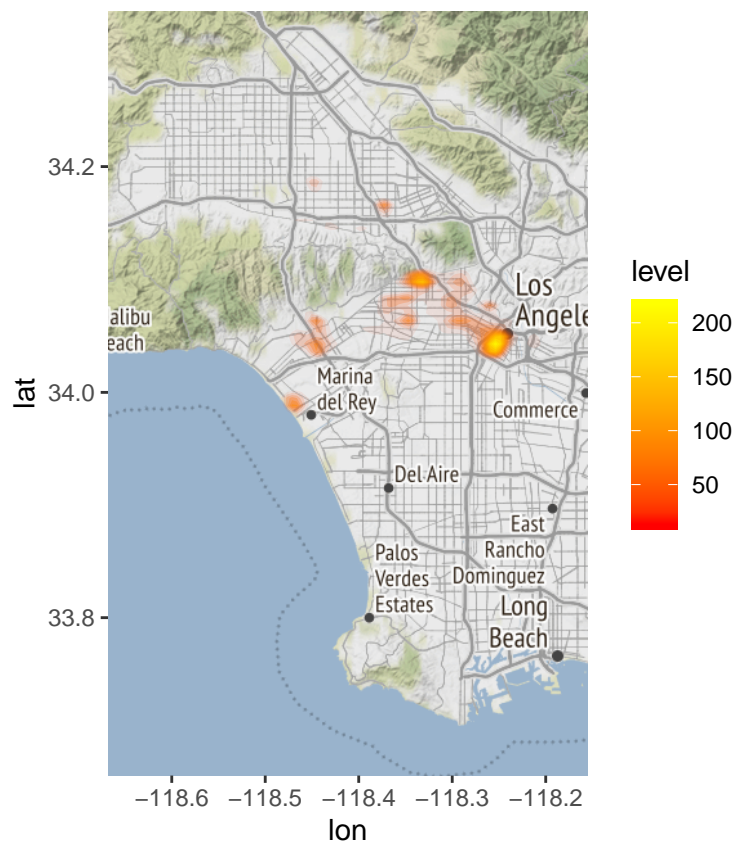 34.2
34.0
33.8
lat
alibu
each
Los
Angele
Marina
del Rey
Commerce
Del Aire
East
Rancho
Dominguez
Palos
Verdes
Estates
Long
Beach
−118.6 −118.5 −118.4 −118.3 −118.2
lon
level
200
150
100
50